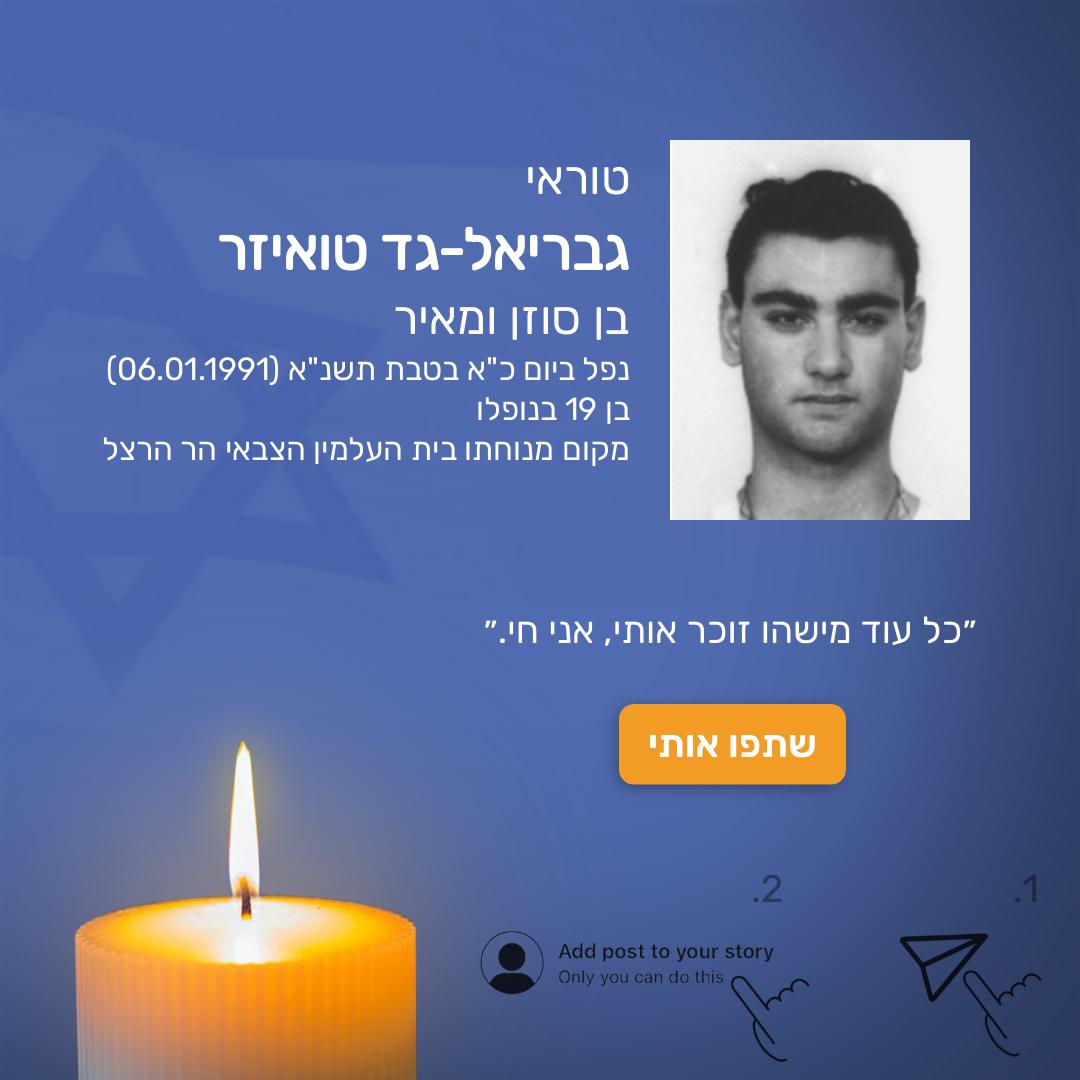 טוראי
גבריאל-גד טואיזר
בן סוזן ומאיר
נפל ביום כ"א בטבת תשנ"א (06.01.1991)
בן 19 בנופלו
מקום מנוחתו בית העלמין הצבאי הר הרצל
״כל עוד מישהו זוכר אותי, אני חי.״
שתפו אותי
.1
.2
Add post to your story
Only you can do this